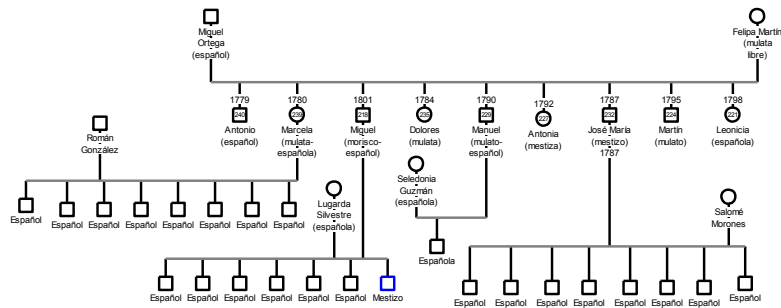 Miguel
Ortega
(español)
Felipa Martín
(mulata
libre)
1779
240
Antonio
(español)
1780
239
Marcela
(mulata-
española)
1801
218
Miguel
(morisco-
español)
1784
235
Dolores
(mulata)
1790
229
Manuel
(mulato-
español)
1792
227
Antonia
(mestiza)
1787
232
José María
(mestizo)
1787
1795
224
Martín
(mulato)
1798
221
Leonicia
(española)
Román
González
Seledonia
Guzmán
(española)
Lugarda
Silvestre
(española)
Salomé
Morones
Español
Español
Español
Español
Español
Español
Español
Español
Española
Español
Español
Español
Español
Español
Español
Mestizo
Español
Español
Español
Español
Español
Español
Español
Español